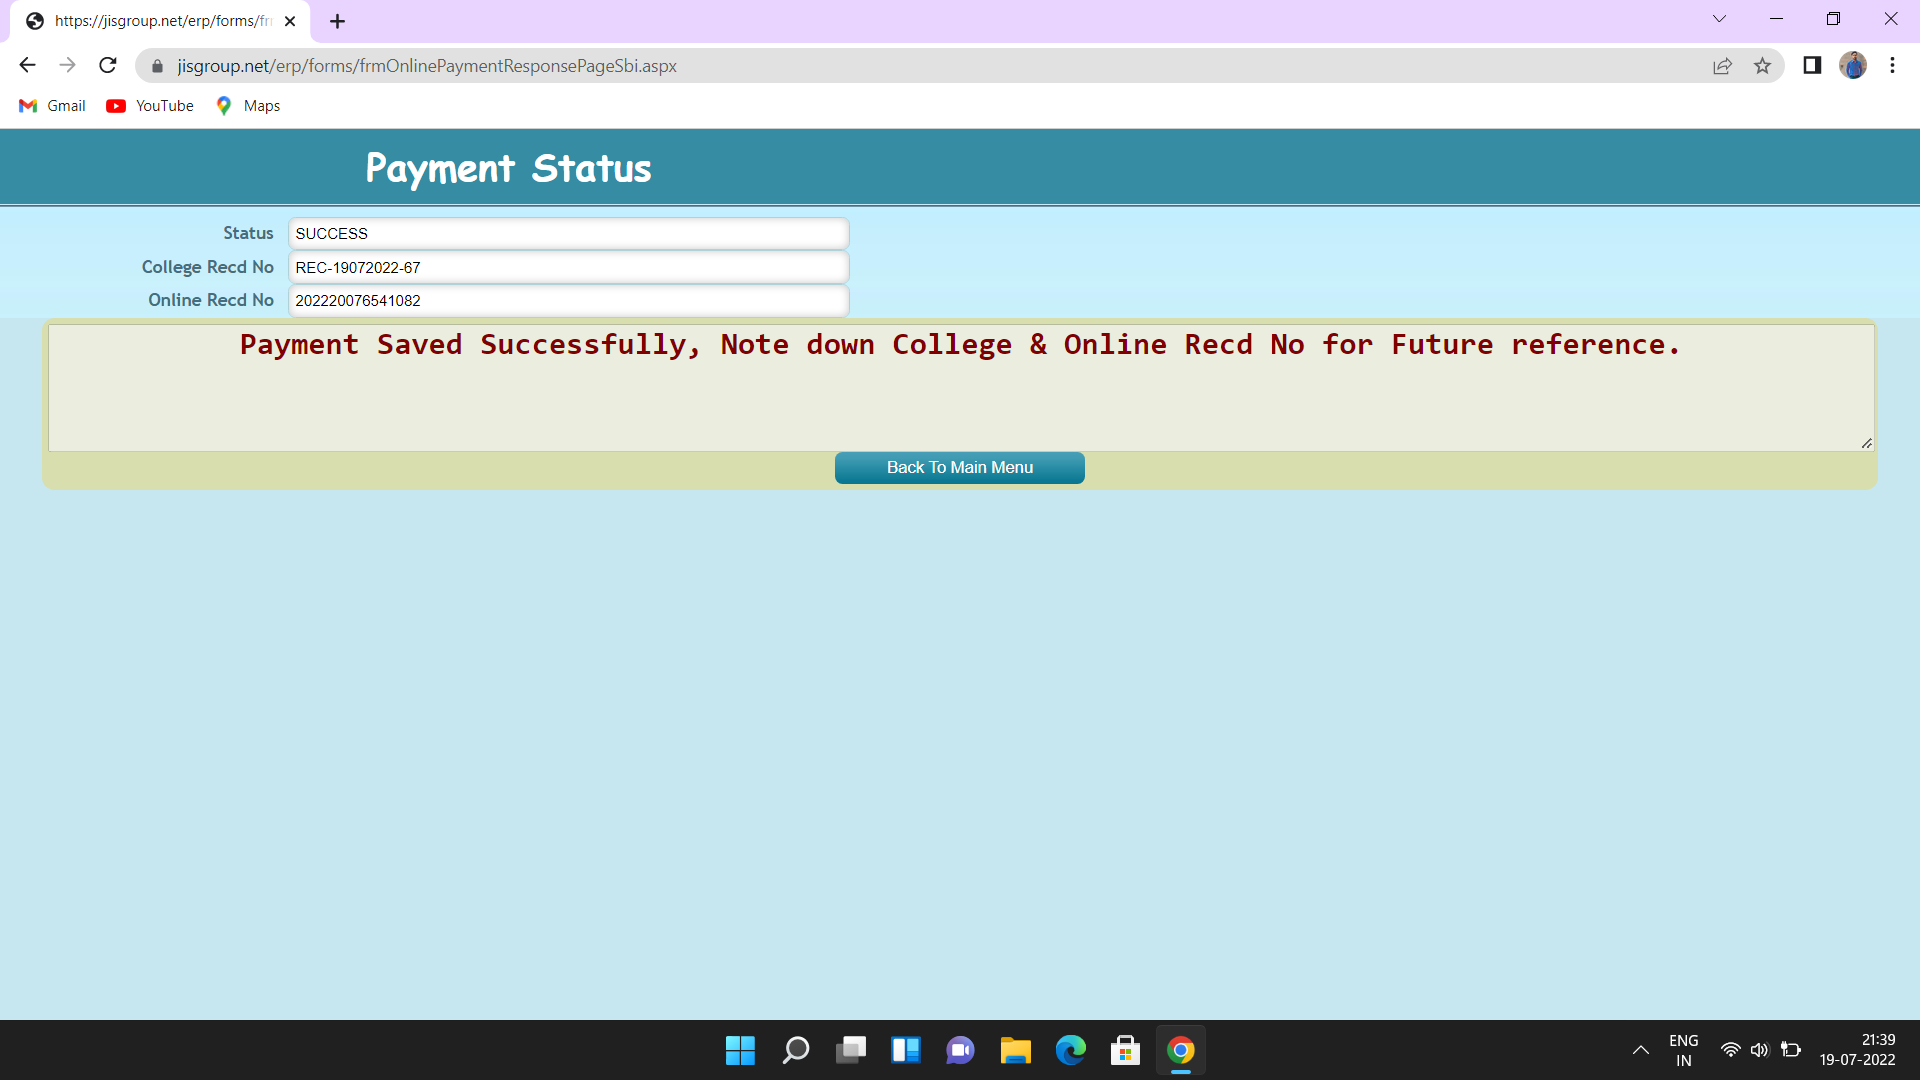 https://jisgroup.net/erp/forms/fr
jisgroup.net/erp/forms/frmOnlinePaymentResponsePageSbi.aspx
Gmail YouTube Maps
Payment Status
Status SUCCESS
College Recd No REC-19072022-67
Online Recd No 202220076541082
Payment Saved Successfully, Note down College & Online Recd No for Future reference.
Back To Main Menu
ENG 21:39
IN 19-07-2022